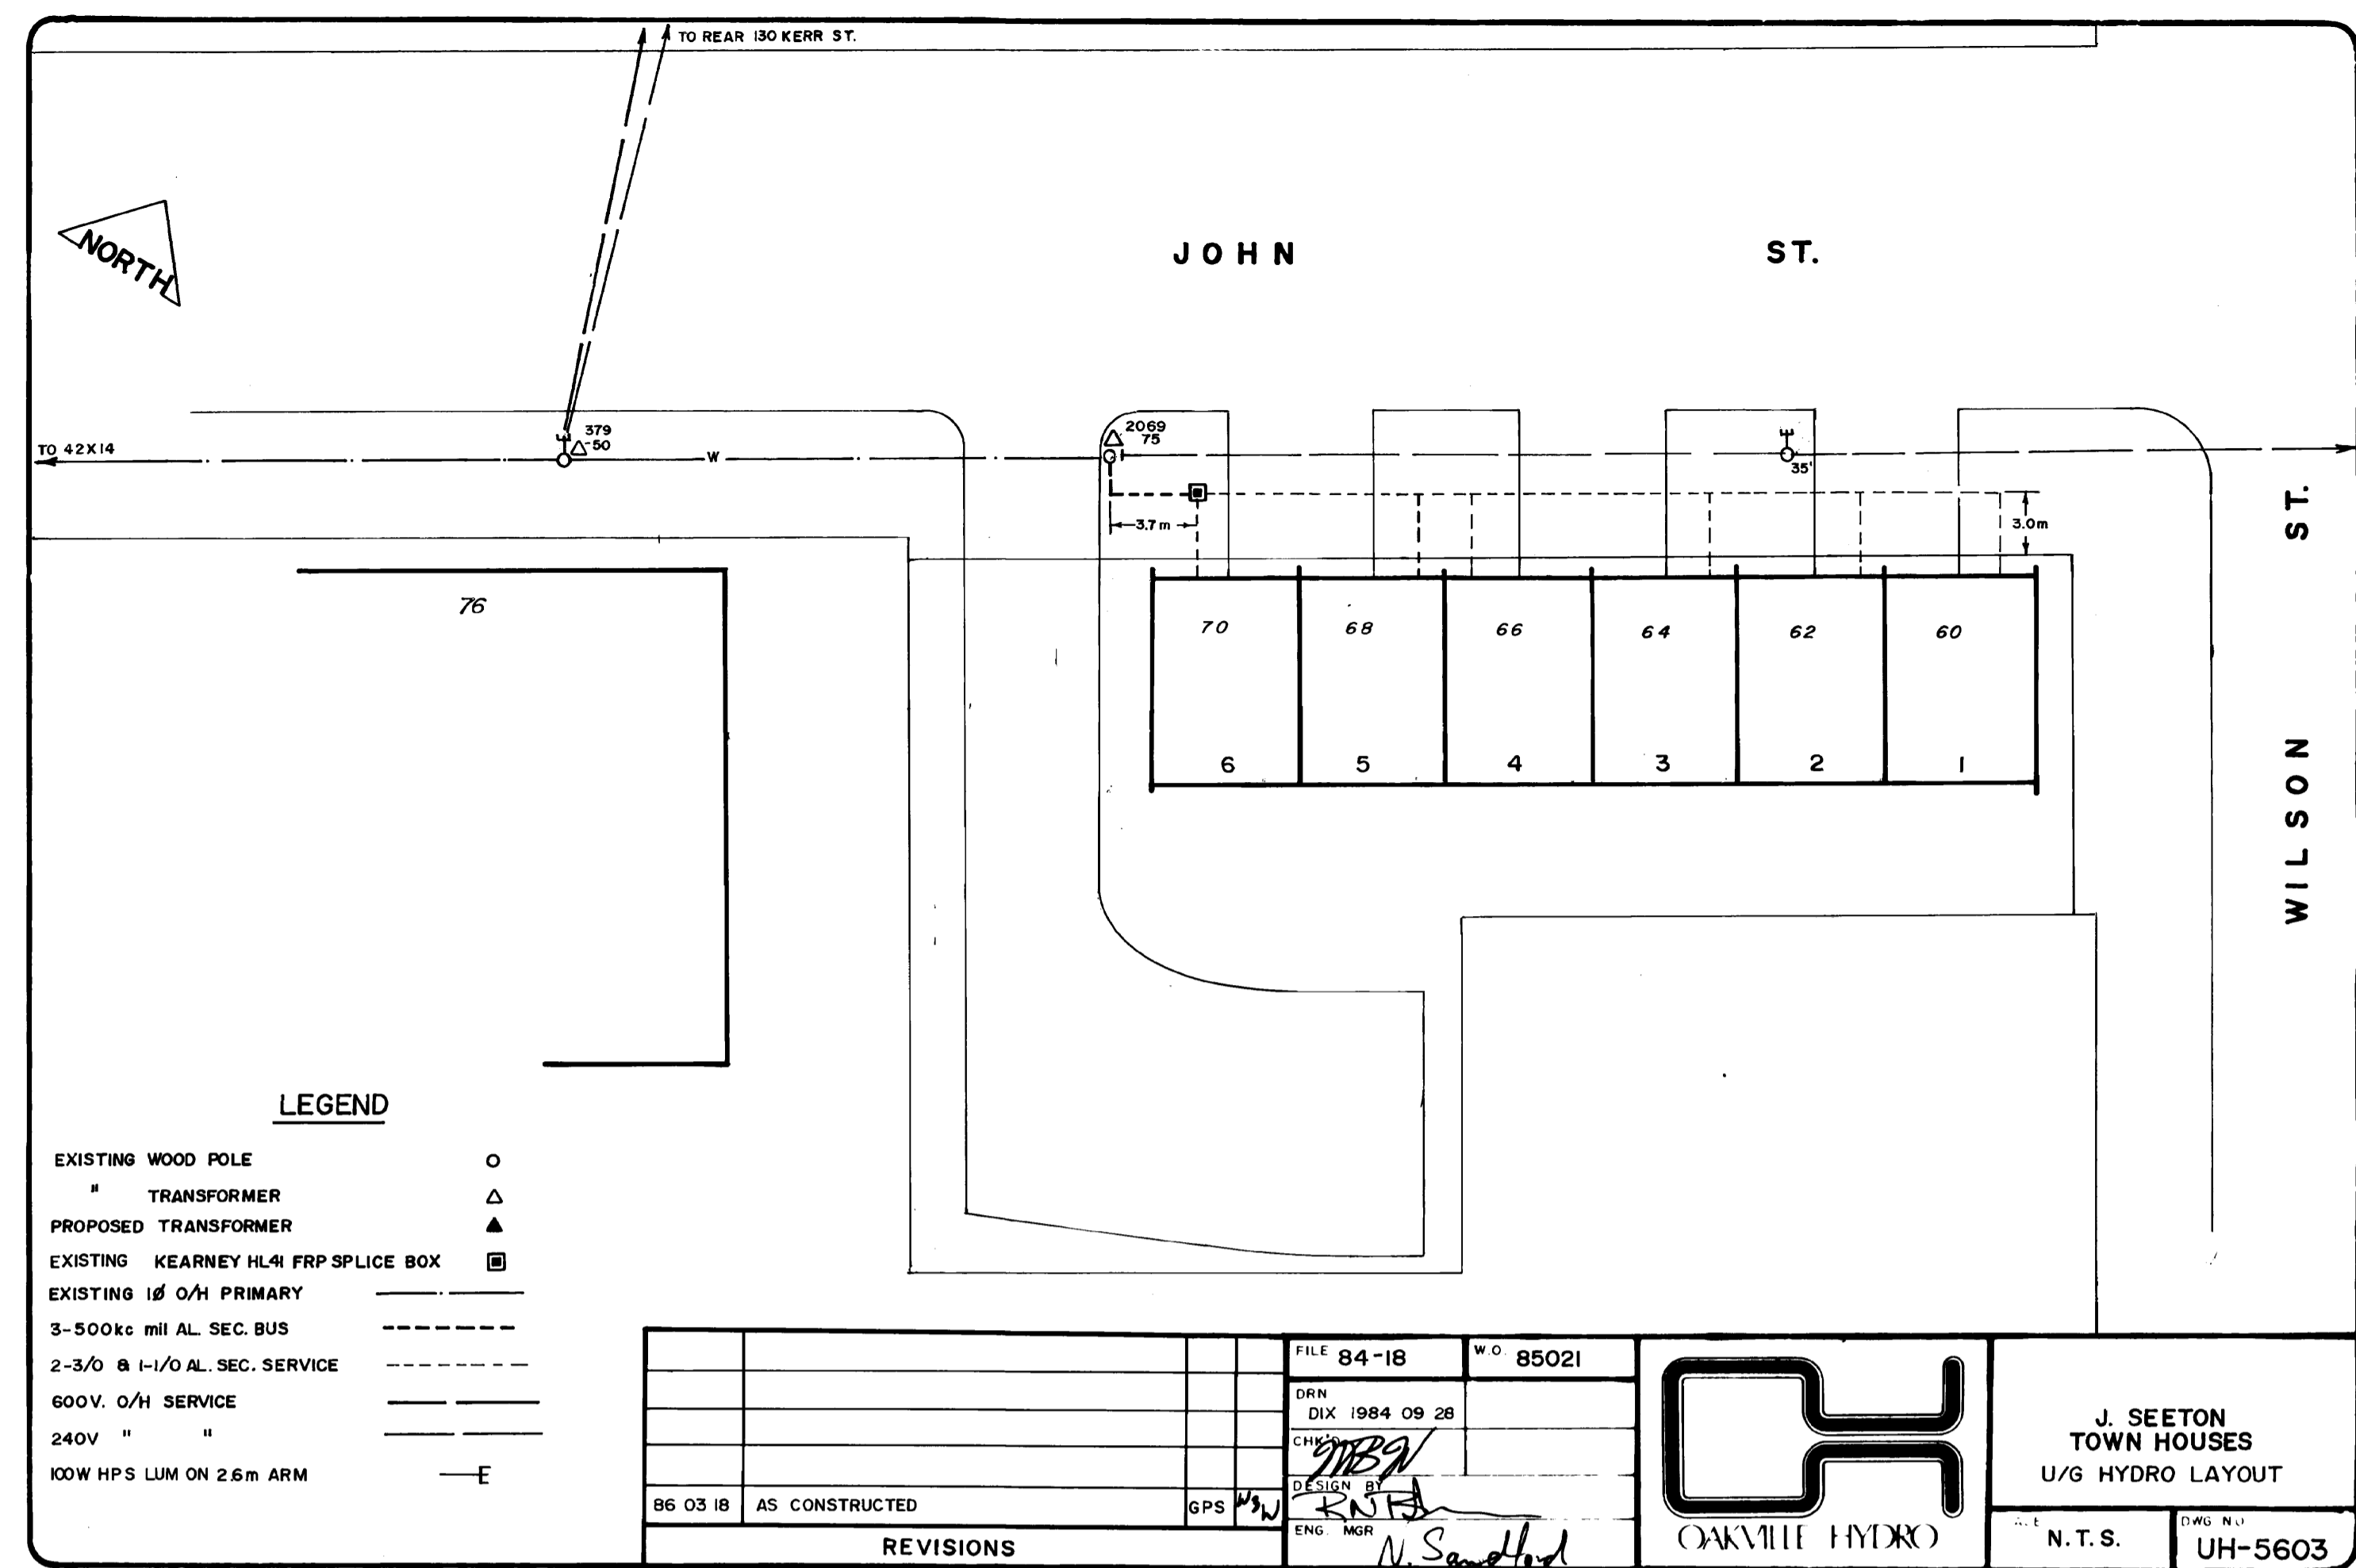 TO REAR 130 KERR ST.
NORTH
JOHN ST.
TO 42X14
379
50
W
2069
75
35'
3.7 m
3.0m
WILSON ST.
76
70
68
66
64
62
60
6
5
4
3
2
1
LEGEND
EXISTING WOOD POLE
" TRANSFORMER
PROPOSED TRANSFORMER
EXISTING KEARNEY HL41 FRP SPLICE BOX
EXISTING 1Ø O/H PRIMARY
3-500kc mil AL. SEC. BUS
2-3/0 & 1-1/0 AL. SEC. SERVICE
600V. O/H SERVICE
240V " "
100W HPS LUM ON 2.6m ARM
86 03 18 AS CONSTRUCTED GPS
REVISIONS
FILE 84-18
W.O. 85021
DRN
DIX 1984 09 28
CHK'D
DESIGN BY
ENG. MGR
N. Sandford
OAKVILLE HYDRO
J. SEETON
TOWN HOUSES
U/G HYDRO LAYOUT
N.T.S.
DWG NO
UH-5603